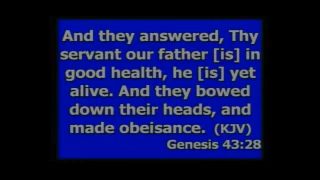 And they answered, Thy
servant our father [is] in
good health, he [is] yet
alive. And they bowed
down their heads, and
made obeisance. (KJV)
Genesis 43:28